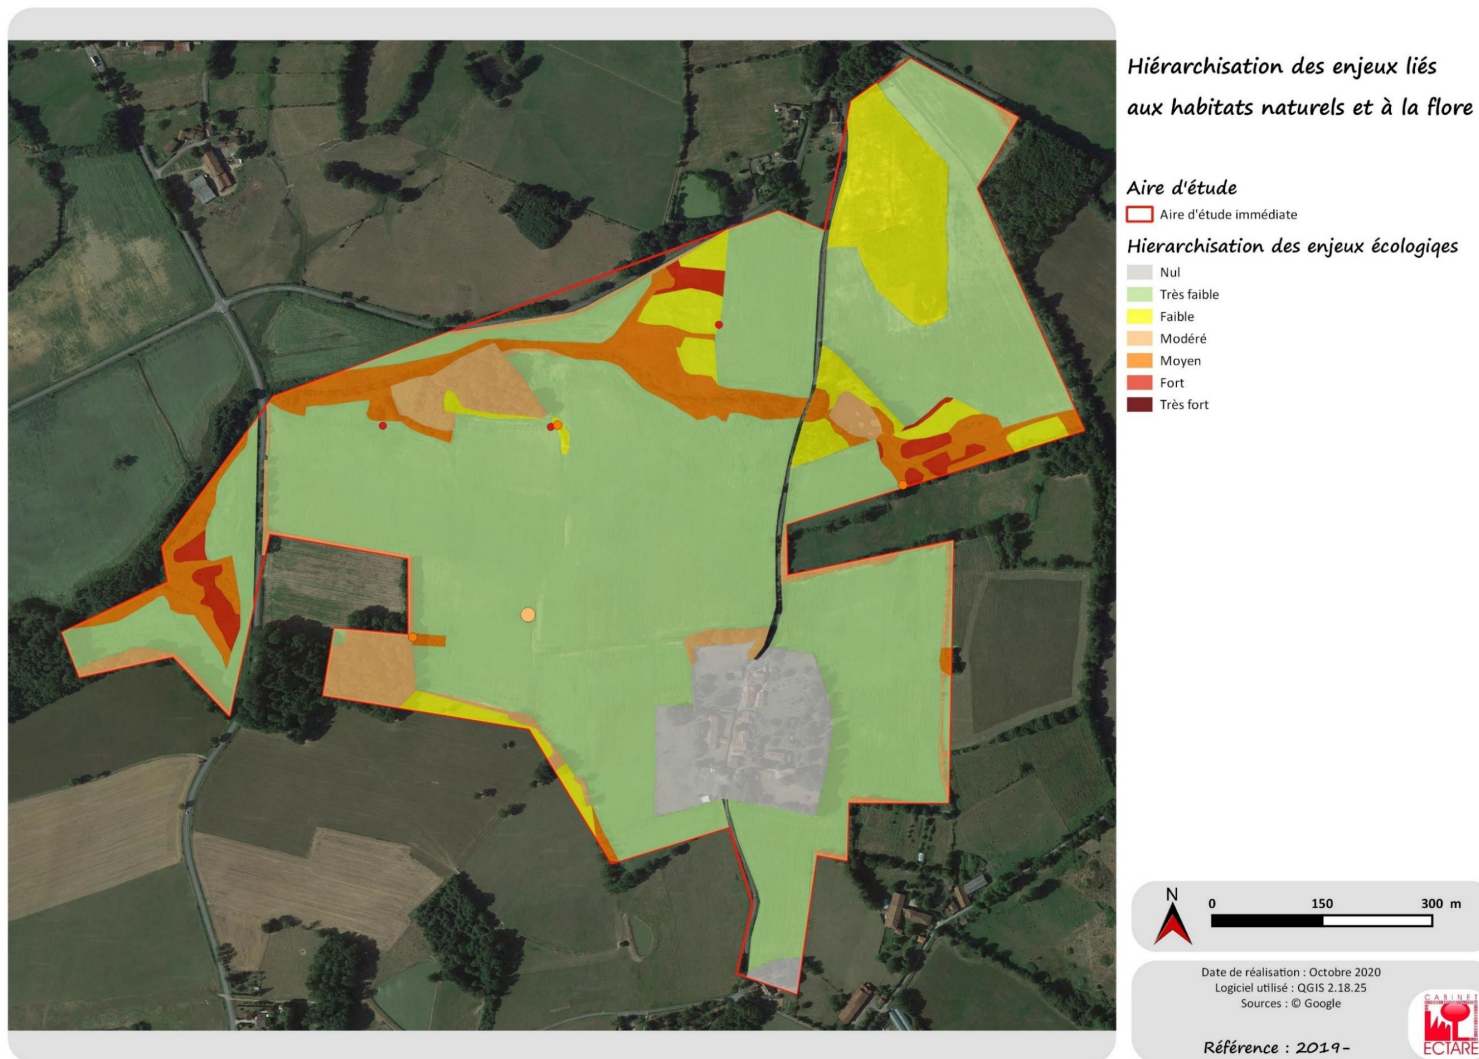 Hiérarchisation des enjeux liés
aux habitats naturels et à la flore
Aire d'étude
Aire d'étude immédiate
Hierarchisation des enjeux écologiqes
Nul
Très faible
Faible
Modéré
Moyen
Fort
Très fort
N
0 150 300 m
Date de réalisation : Octobre 2020
Logiciel utilisé : QGIS 2.18.25
Sources : © Google
Référence : 2019-
CABINET
ECTARE